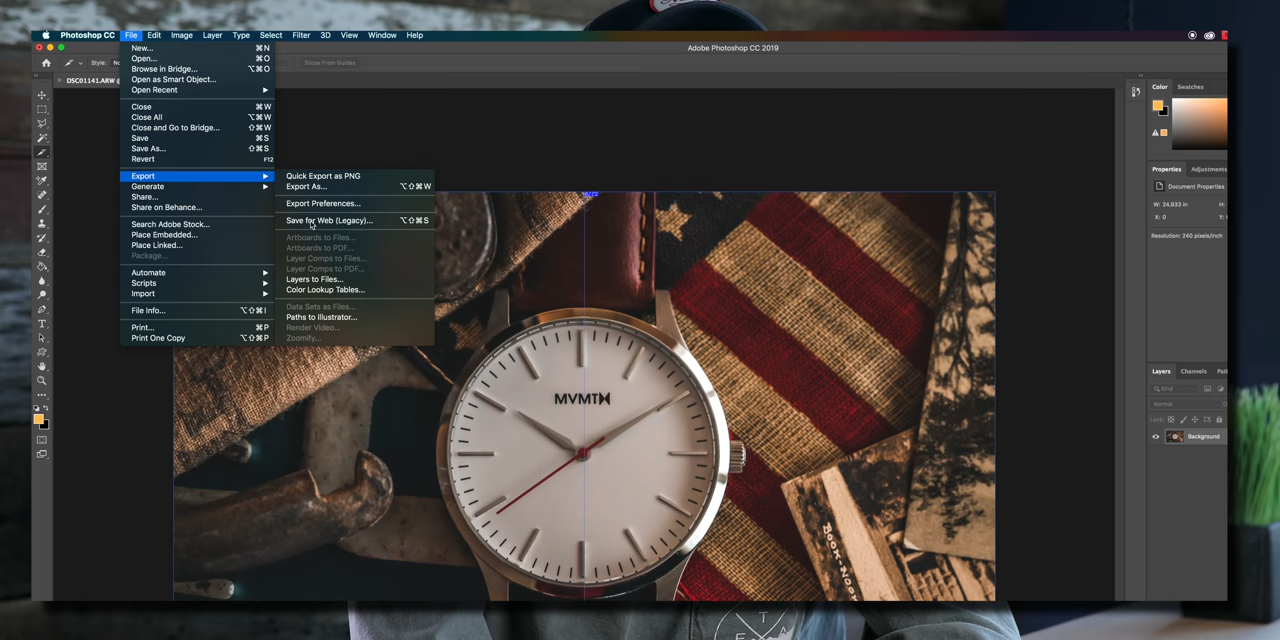 Photoshop CC File Edit Image Layer Type Select Filter 3D View Window Help
Adobe Photoshop CC 2019
Style: No
Slices From Guides
DSC01141.ARW @
New... ⌘N
Open... ⌘O
Browse in Bridge... ⌥⌘O
Open as Smart Object...
Open Recent
Close ⌘W
Close All ⌥⌘W
Close and Go to Bridge... ⇧⌘W
Save ⌘S
Save As... ⇧⌘S
Revert F12
Export
Generate
Share...
Share on Behance...
Search Adobe Stock...
Place Embedded...
Place Linked...
Package...
Automate
Scripts
Import
File Info... ⌥⇧⌘I
Print... ⌘P
Print One Copy ⌥⇧⌘P
Quick Export as PNG
Export As... ⌥⇧⌘W
Export Preferences...
Save for Web (Legacy)... ⌥⇧⌘S
Artboards to Files...
Artboards to PDF...
Layer Comps to Files...
Layer Comps to PDF...
Layers to Files...
Color Lookup Tables...
Data Sets as Files...
Paths to Illustrator...
Render Video...
Zoomify...
MVMT
Color Swatches
Properties Adjustments
Document Properties
W: 24.933 in H:
X: 0 Y:
Resolution: 240 pixels/inch
Layers Channels Pat
Kind
Normal
Lock:
Background